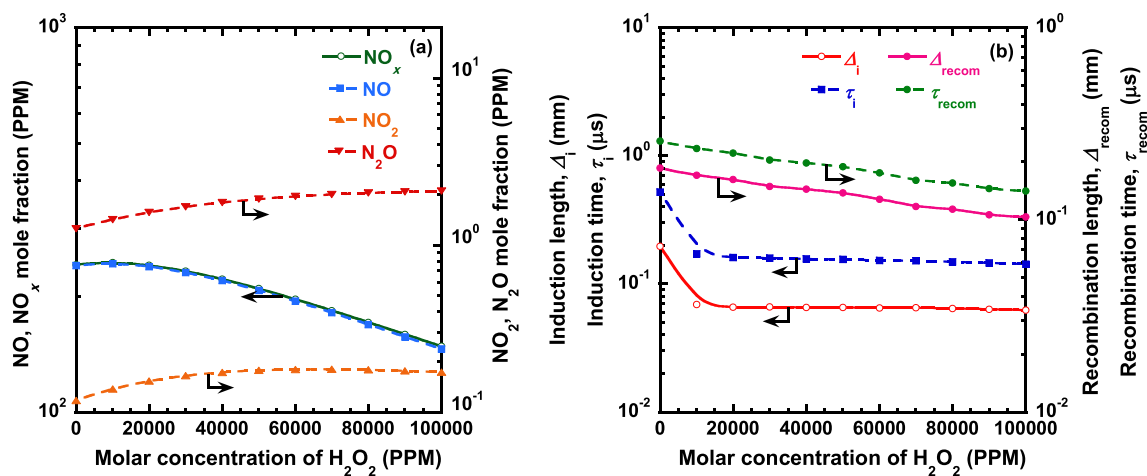 (a)
NO, NOₓ mole fraction (PPM)
10³
10²
NOₓ
NO
NO₂
N₂O
10¹
10⁰
10⁻¹
NO₂, N₂O mole fraction (PPM)
0 20000 40000 60000 80000 100000
Molar concentration of H₂O₂ (PPM)
(b)
Induction length, Δᵢ (mm)
Induction time, τᵢ (μs)
10¹
10⁰
10⁻¹
10⁻²
Δᵢ
τᵢ
Δrecom
τrecom
10⁰
10⁻¹
10⁻²
Recombination length, Δrecom (mm)
Recombination time, τrecom (μs)
0 20000 40000 60000 80000 100000
Molar concentration of H₂O₂ (PPM)